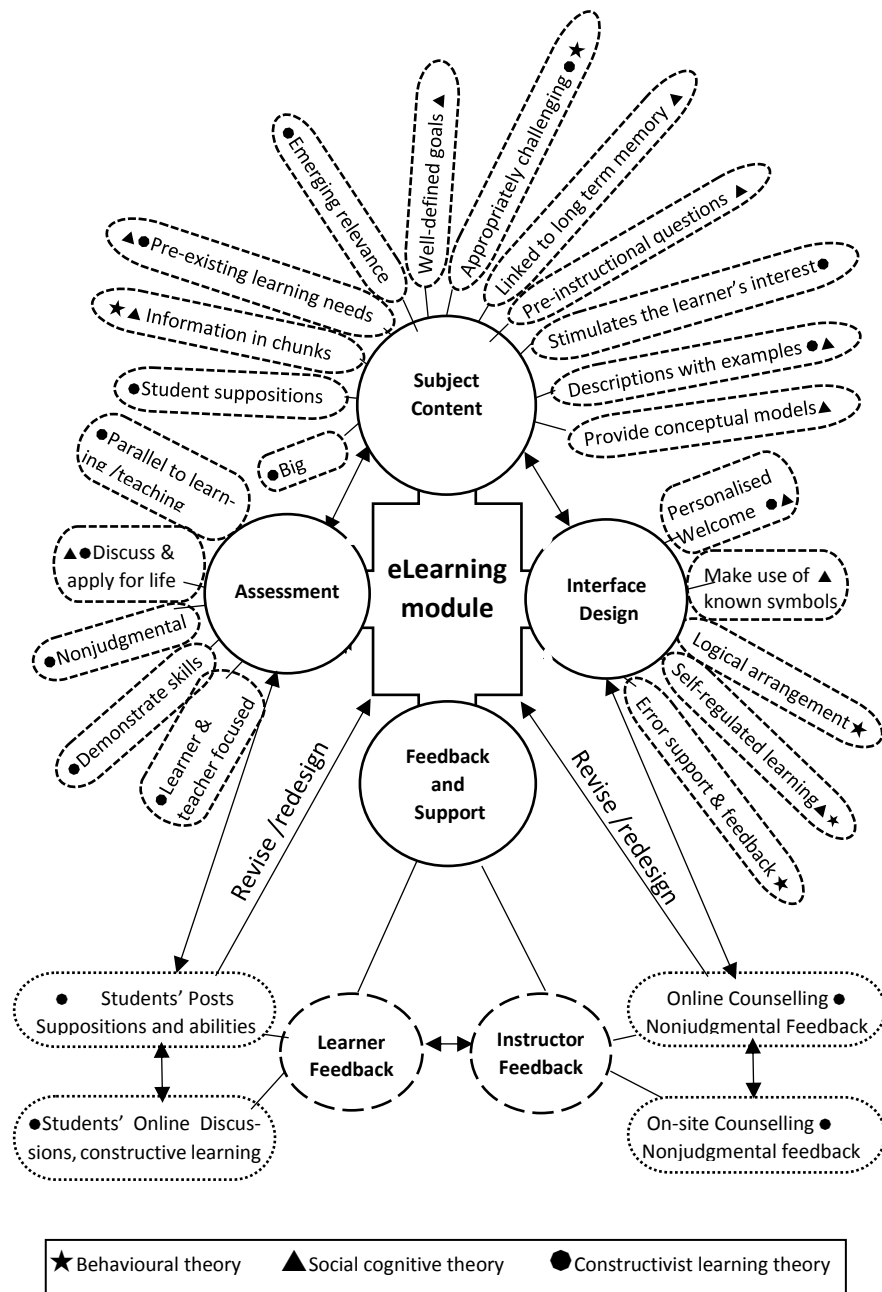 Appropriately challenging ●★
Well-defined goals ▲
Linked to long term memory ▲
●Emerging relevance
Pre-instructional questions ▲
▲●Pre-existing learning needs
Stimulates the learner's interest●
★▲ Information in chunks
Descriptions with examples ●▲
●Student suppositions
Provide conceptual models▲
●Big
Subject
Content
●Parallel to learn-
ing /teaching
▲●Discuss &
apply for life
●Nonjudgmental
●Demonstrate skills
●Learner &
teacher focused
Assessment
eLearning
module
Interface
Design
Personalised
Welcome ●▲
Make use of ▲
known symbols
Logical arrangement★
Self-regulated learning▲★
Error support & feedback★
Feedback
and
Support
Revise /redesign
Revise /redesign
● Students' Posts
Suppositions and abilities
●Students' Online Discus-
sions, constructive learning
Learner
Feedback
Instructor
Feedback
Online Counselling ●
Nonjudgmental Feedback
On-site Counselling ●
Nonjudgmental feedback
★Behavioural theory ▲Social cognitive theory ●Constructivist learning theory